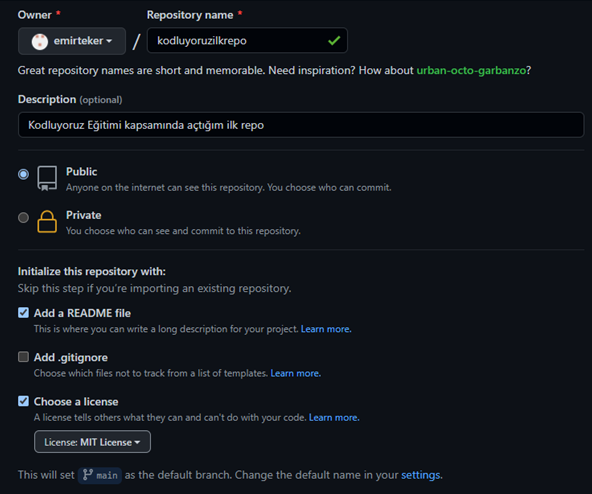 Owner * Repository name *
emirteker / kodluyoruzilkrepo
Great repository names are short and memorable. Need inspiration? How about urban-octo-garbanzo?
Description (optional)
Kodluyoruz Eğitimi kapsamında açtığım ilk repo
Public
Anyone on the internet can see this repository. You choose who can commit.
Private
You choose who can see and commit to this repository.
Initialize this repository with:
Skip this step if you're importing an existing repository.
Add a README file
This is where you can write a long description for your project. Learn more.
Add .gitignore
Choose which files not to track from a list of templates. Learn more.
Choose a license
A license tells others what they can and can't do with your code. Learn more.
License: MIT License
This will set main as the default branch. Change the default name in your settings.